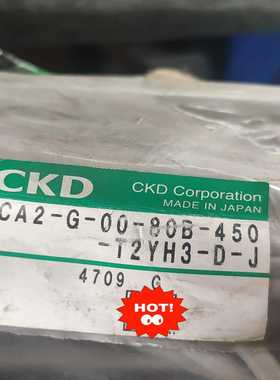 CKD
CKD Corporation
MADE IN JAPAN
CA2-G-00-80B-450
-T2YH3-D-J
4709 G
HOT!